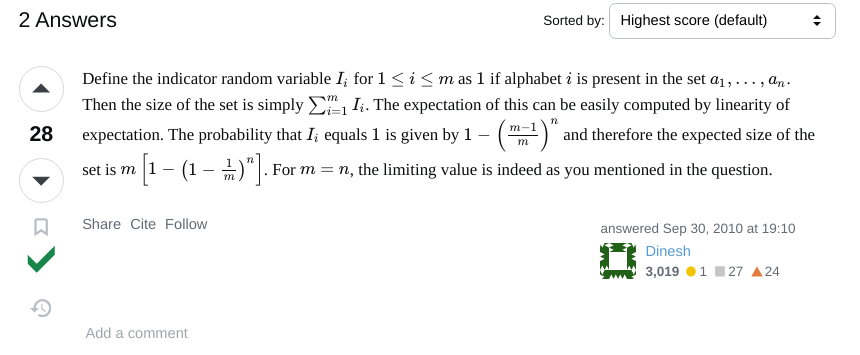 2 Answers
Sorted by: Highest score (default)
Define the indicator random variable $I_i$ for $1 \leq i \leq m$ as $1$ if alphabet $i$ is present in the set $a_1, \ldots, a_n$.
Then the size of the set is simply $\sum_{i=1}^{m} I_i$. The expectation of this can be easily computed by linearity of
28
expectation. The probability that $I_i$ equals $1$ is given by $1 - \left(\frac{m-1}{m}\right)^n$ and therefore the expected size of the
set is $m \left[1 - \left(1 - \frac{1}{m}\right)^n\right]$. For $m = n$, the limiting value is indeed as you mentioned in the question.
Share Cite Follow
answered Sep 30, 2010 at 19:10
Dinesh
3,019 1 27 24
Add a comment